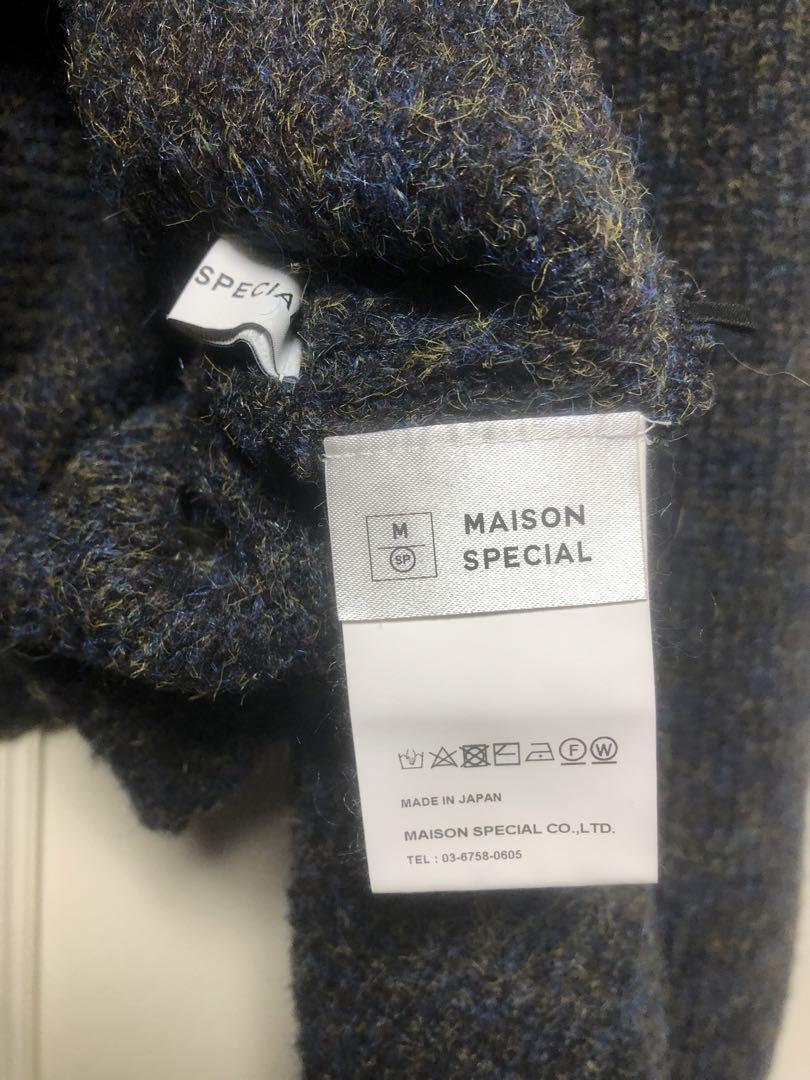 SPECIA
M
SP
MAISON
SPECIAL
F W
MADE IN JAPAN
MAISON SPECIAL CO.,LTD.
TEL : 03-6758-0605